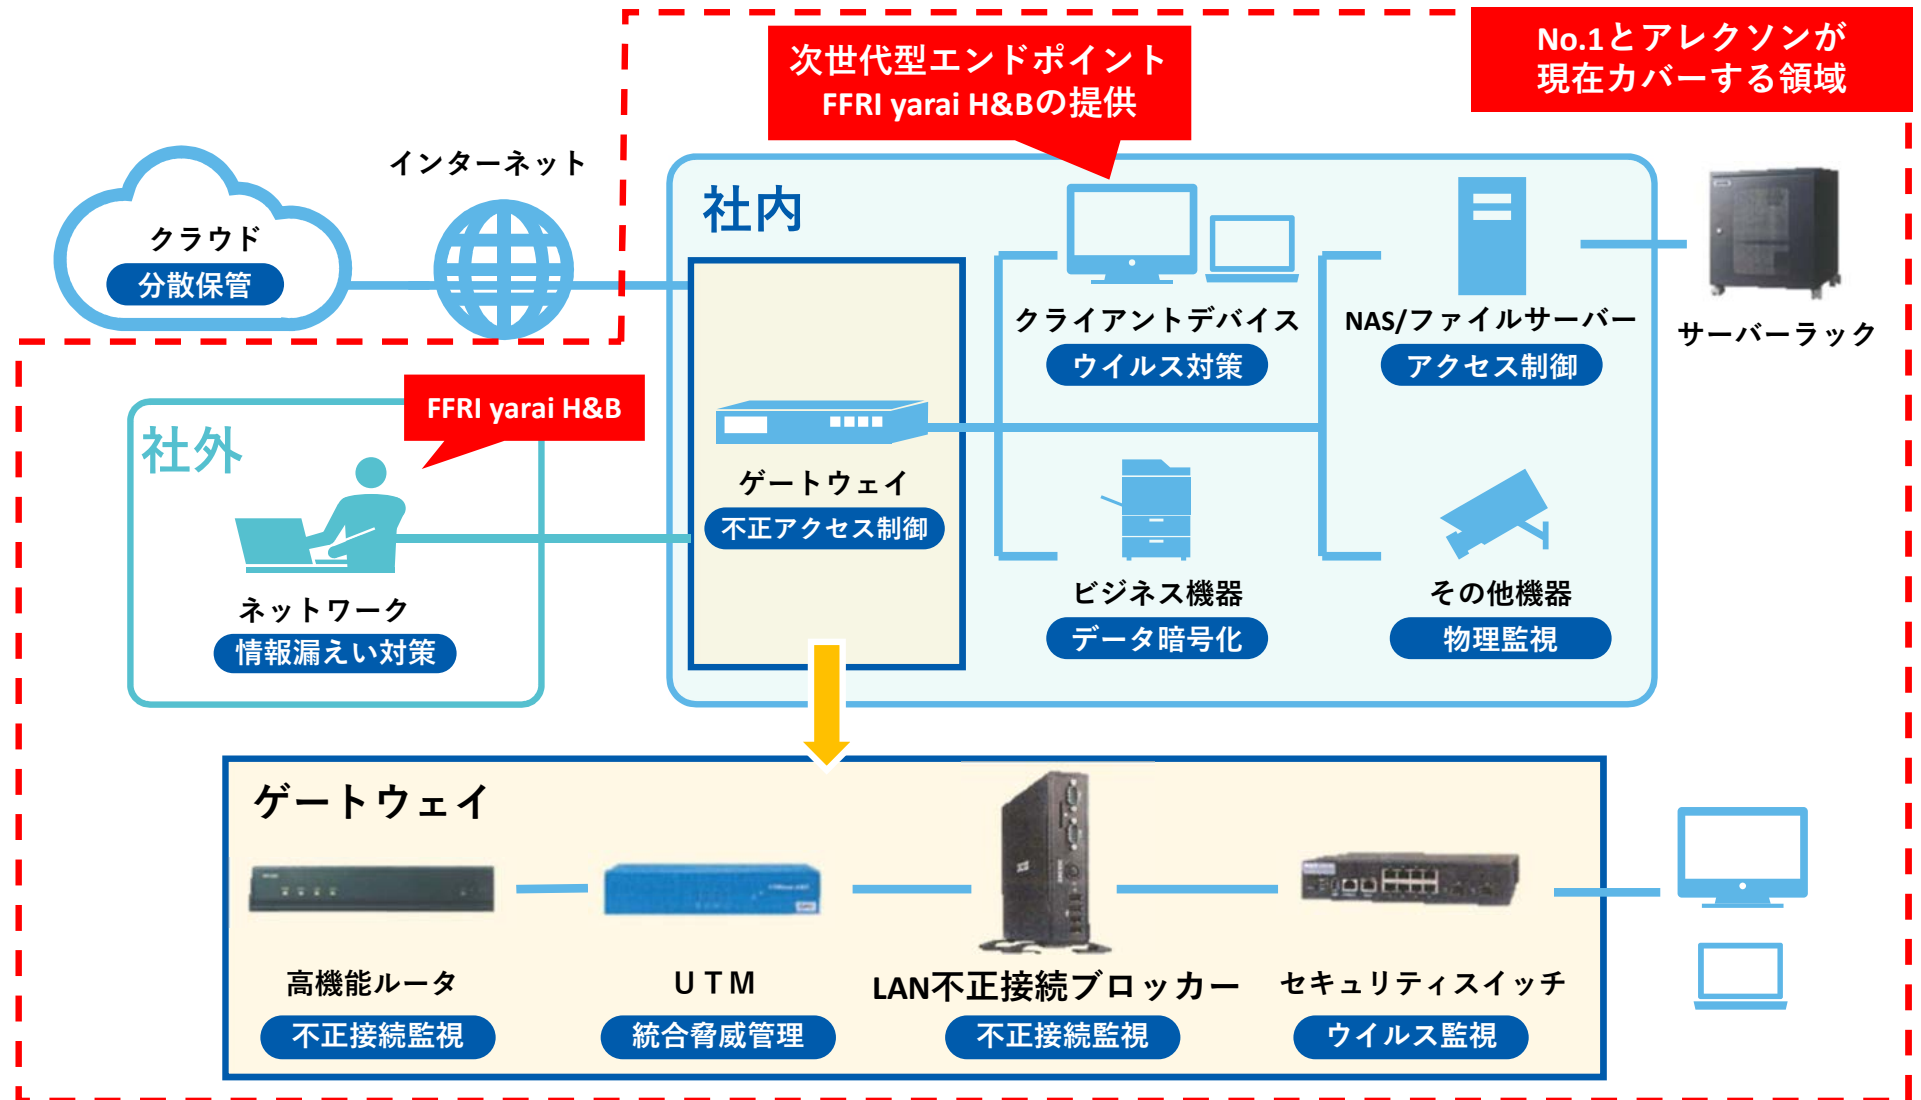 No.1とアレクソンが
現在カバーする領域
次世代型エンドポイント
FFRI yarai H&Bの提供
インターネット
社内
クラウド
分散保管
クライアントデバイス
ウイルス対策
NAS/ファイルサーバー
アクセス制御
サーバーラック
FFRI yarai H&B
社外
ゲートウェイ
不正アクセス制御
ネットワーク
情報漏えい対策
ビジネス機器
データ暗号化
その他機器
物理監視
ゲートウェイ
高機能ルータ
不正接続監視
UTM
統合脅威管理
LAN不正接続ブロッカー
不正接続監視
セキュリティスイッチ
ウイルス監視